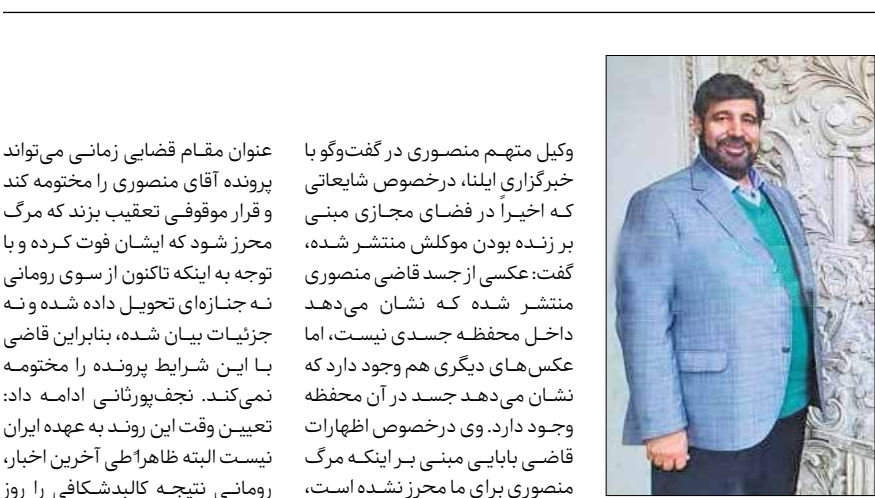 وکیل متهم منصوری در گفت‌وگو با
خبرگزاری ایلنا، درخصوص شایعاتی
که اخیراً در فضای مجازی مبنی
بر زنده بودن موکلش منتشر شده،
گفت: عکسی از جسد قاضی منصوری
منتشر شده که نشان می‌دهد
داخل محفظه جسدی نیست، اما
عکس‌های دیگری هم وجود دارد که
نشان می‌دهد جسد در آن محفظه
وجود دارد. وی درخصوص اظهارات
قاضی بابایی مبنی بر اینکه مرگ
منصوری برای ما محرز نشده است،
عنوان مقام قضایی زمانی می‌تواند
پرونده آقای منصوری را مختومه کند
و قرار موقوفی تعقیب بزند که مرگ
محرز شود که ایشان فوت کرده و با
توجه به اینکه تاکنون از سوی رومانی
نه جنازه‌ای تحویل داده شده و نه
جزئیات بیان شده، بنابراین قاضی
با این شرایط پرونده را مختومه
نمی‌کند. نجف‌پورثانی ادامه داد:
تعیین وقت این روند به عهده ایران
نیست البته ظاهراً طی آخرین اخبار،
رومانی نتیجه کالبدشکافی را روز